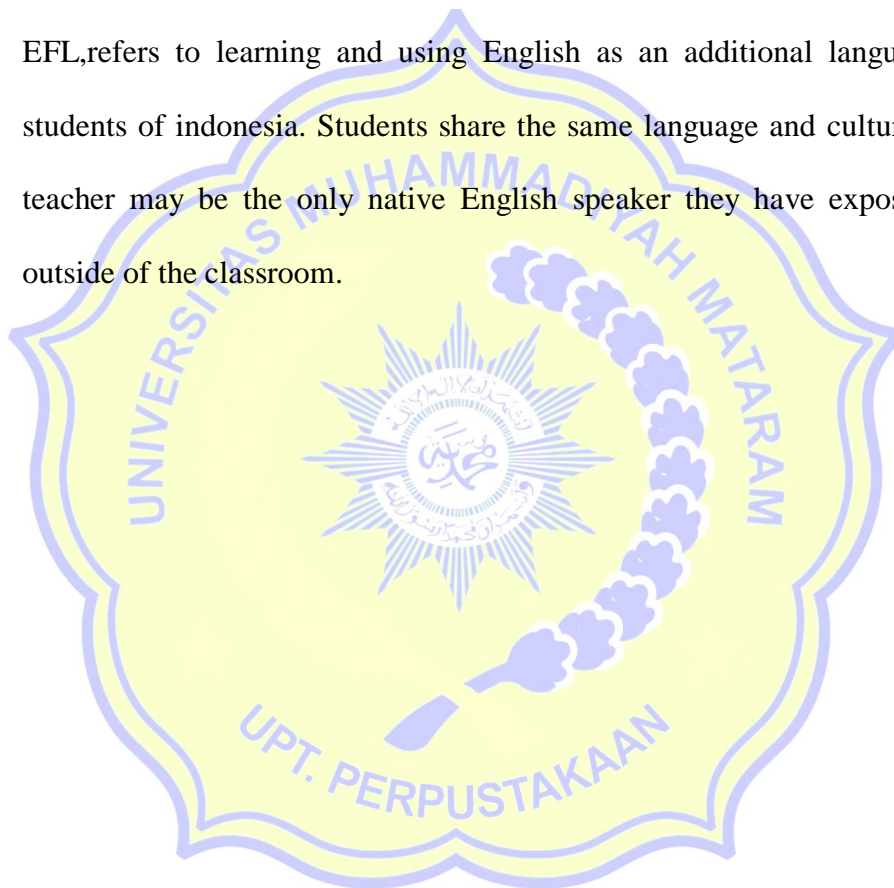 EFL,refers to learning and using English as an additional langu
students of indonesia. Students share the same language and cultur
teacher may be the only native English speaker they have expos
outside of the classroom.
UNIVERSITAS MUHAMMADIYAH MATARAM
UPT. PERPUSTAKAAN